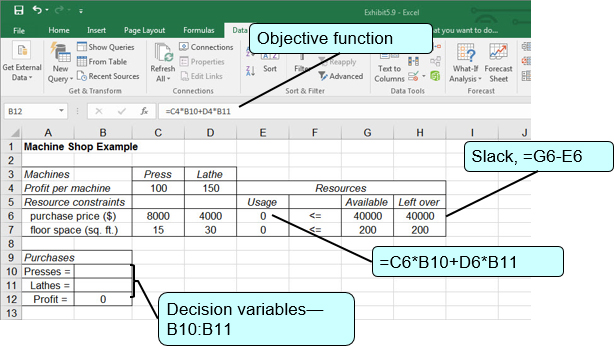 Exhibit5.9 - Excel
File Home Insert Page Layout Formulas Dat you want to do...
Objective function
Get External Data
New Query
Show Queries
From Table
Recent Sources
Get & Transform
Refresh All
Connections
Properties
Edit Links
Connections
Sort
Filter
Reapply
Advanced
Sort & Filter
Text to Columns
Data Tools
What-If Analysis
Forecast Sheet
Forecast
B12 fx =C4*B10+D4*B11
A B C D E F G H I J
1 Machine Shop Example
2
3 Machines Press Lathe
4 Profit per machine 100 150 Resources
5 Resource constraints Usage Available Left over
6 purchase price ($) 8000 4000 0 <= 40000 40000
7 floor space (sq. ft.) 15 30 0 <= 200 200
8
9 Purchases
10 Presses =
11 Lathes =
12 Profit = 0
13
Slack, =G6-E6
=C6*B10+D6*B11
Decision variables—
B10:B11